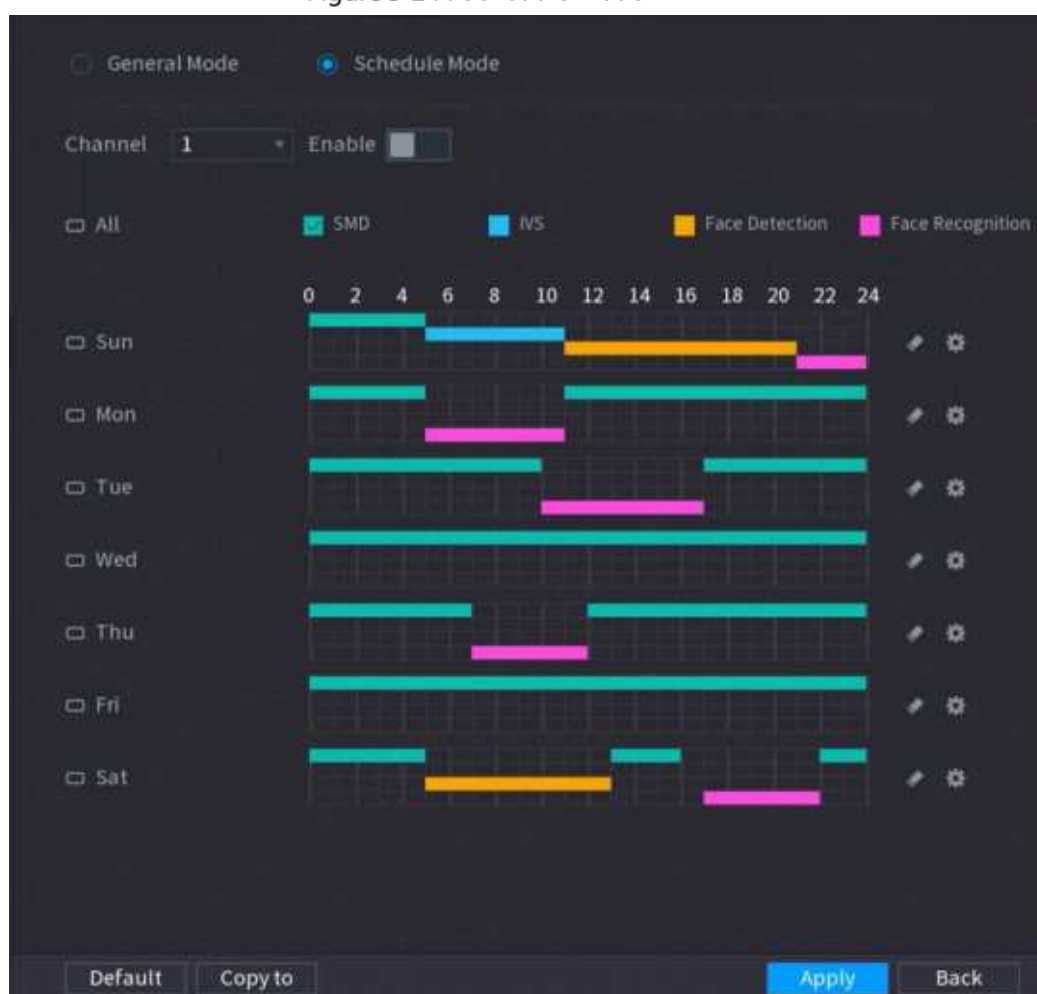 General Mode Schedule Mode
Channel 1 Enable
All SMD IVS Face Detection Face Recognition
0 2 4 6 8 10 12 14 16 18 20 22 24
Sun
Mon
Tue
Wed
Thu
Fri
Sat
Default Copy to Apply Back